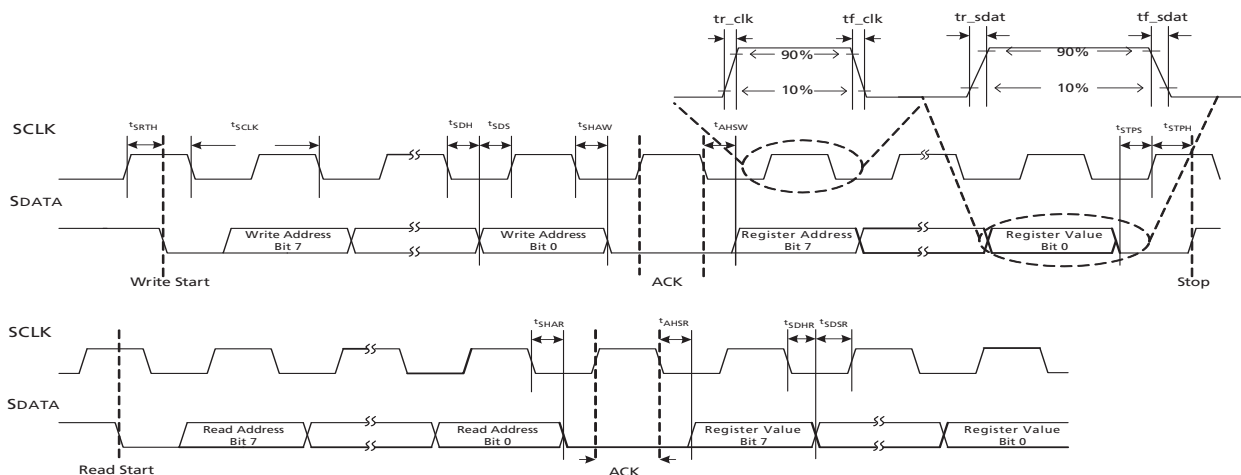 tr_clk tf_clk tr_sdat tf_sdat
90% 90%
10% 10%
SCLK tSRTH tSCLK tSDH tSDS tSHAW tAHSW tSTPS tSTPH
SDATA
Write Address Bit 7
Write Address Bit 0
Register Address Bit 7
Register Value Bit 0
Write Start ACK Stop
SCLK tSHAR tAHSR tSDHR tSDSR
SDATA
Read Address Bit 7
Read Address Bit 0
Register Value Bit 7
Register Value Bit 0
Read Start ACK